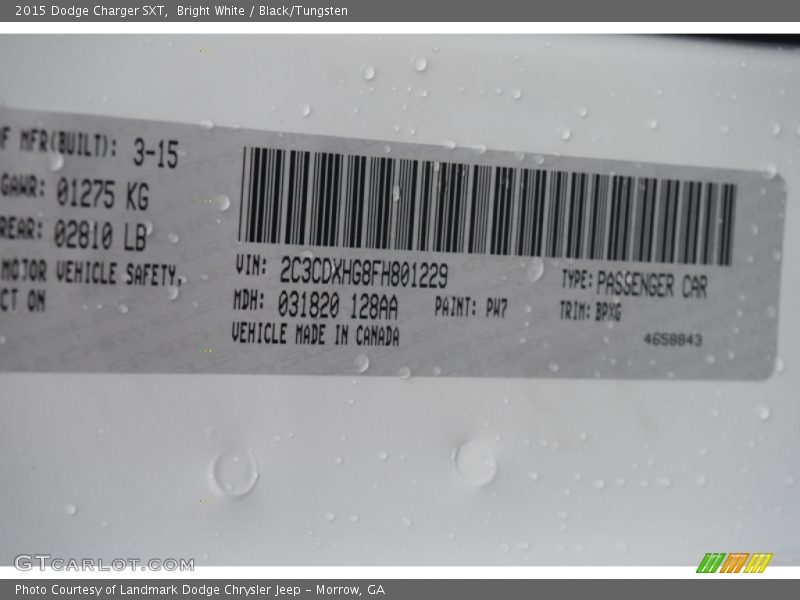 2015 Dodge Charger SXT, Bright White / Black/Tungsten
F MFR(BUILT): 3-15
GAWR: 01275 KG
REAR: 02810 LB
MOTOR VEHICLE SAFETY,
CT ON
VIN: 2C3CDXHG8FH801229
TYPE: PASSENGER CAR
MDH: 031820 128AA PAINT: PW7
TRIM: BPXG
VEHICLE MADE IN CANADA
4658843
GTCARLOT.COM
Photo Courtesy of Landmark Dodge Chrysler Jeep – Morrow, GA